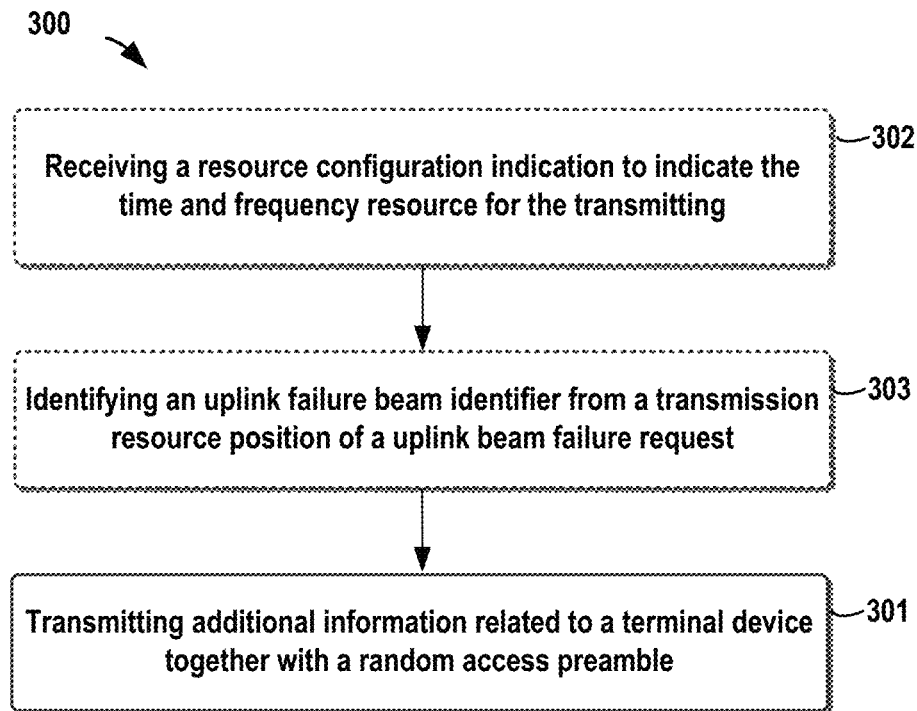 300
Receiving a resource configuration indication to indicate the
time and frequency resource for the transmitting
302
Identifying an uplink failure beam identifier from a transmission
resource position of a uplink beam failure request
303
Transmitting additional information related to a terminal device
together with a random access preamble
301